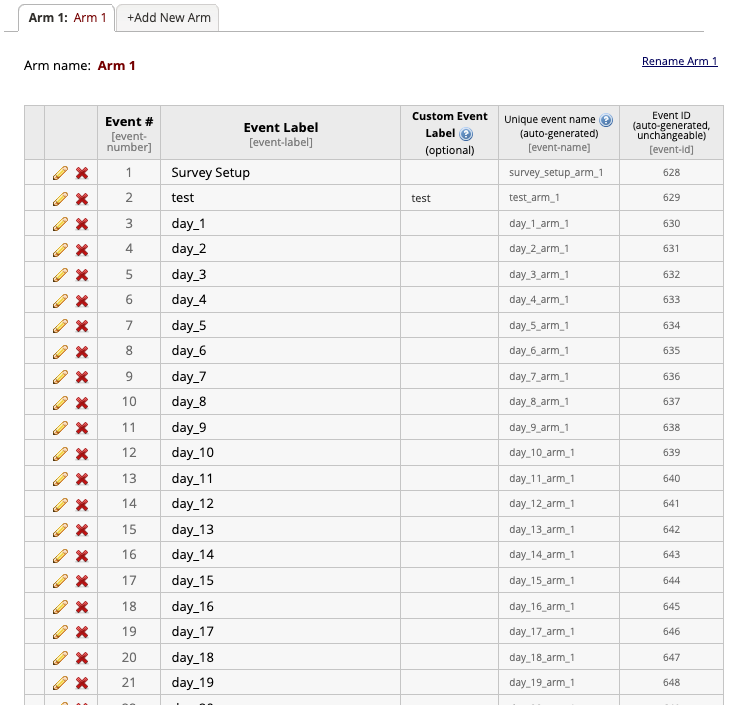 Arm 1: Arm 1 +Add New Arm
Arm name: Arm 1 Rename Arm 1
Event # [event-number] Event Label [event-label] Custom Event Label (optional) Unique event name (auto-generated) [event-name] Event ID (auto-generated, unchangeable) [event-id]
1 Survey Setup survey_setup_arm_1 628
2 test test test_arm_1 629
3 day_1 day_1_arm_1 630
4 day_2 day_2_arm_1 631
5 day_3 day_3_arm_1 632
6 day_4 day_4_arm_1 633
7 day_5 day_5_arm_1 634
8 day_6 day_6_arm_1 635
9 day_7 day_7_arm_1 636
10 day_8 day_8_arm_1 637
11 day_9 day_9_arm_1 638
12 day_10 day_10_arm_1 639
13 day_11 day_11_arm_1 640
14 day_12 day_12_arm_1 641
15 day_13 day_13_arm_1 642
16 day_14 day_14_arm_1 643
17 day_15 day_15_arm_1 644
18 day_16 day_16_arm_1 645
19 day_17 day_17_arm_1 646
20 day_18 day_18_arm_1 647
21 day_19 day_19_arm_1 648